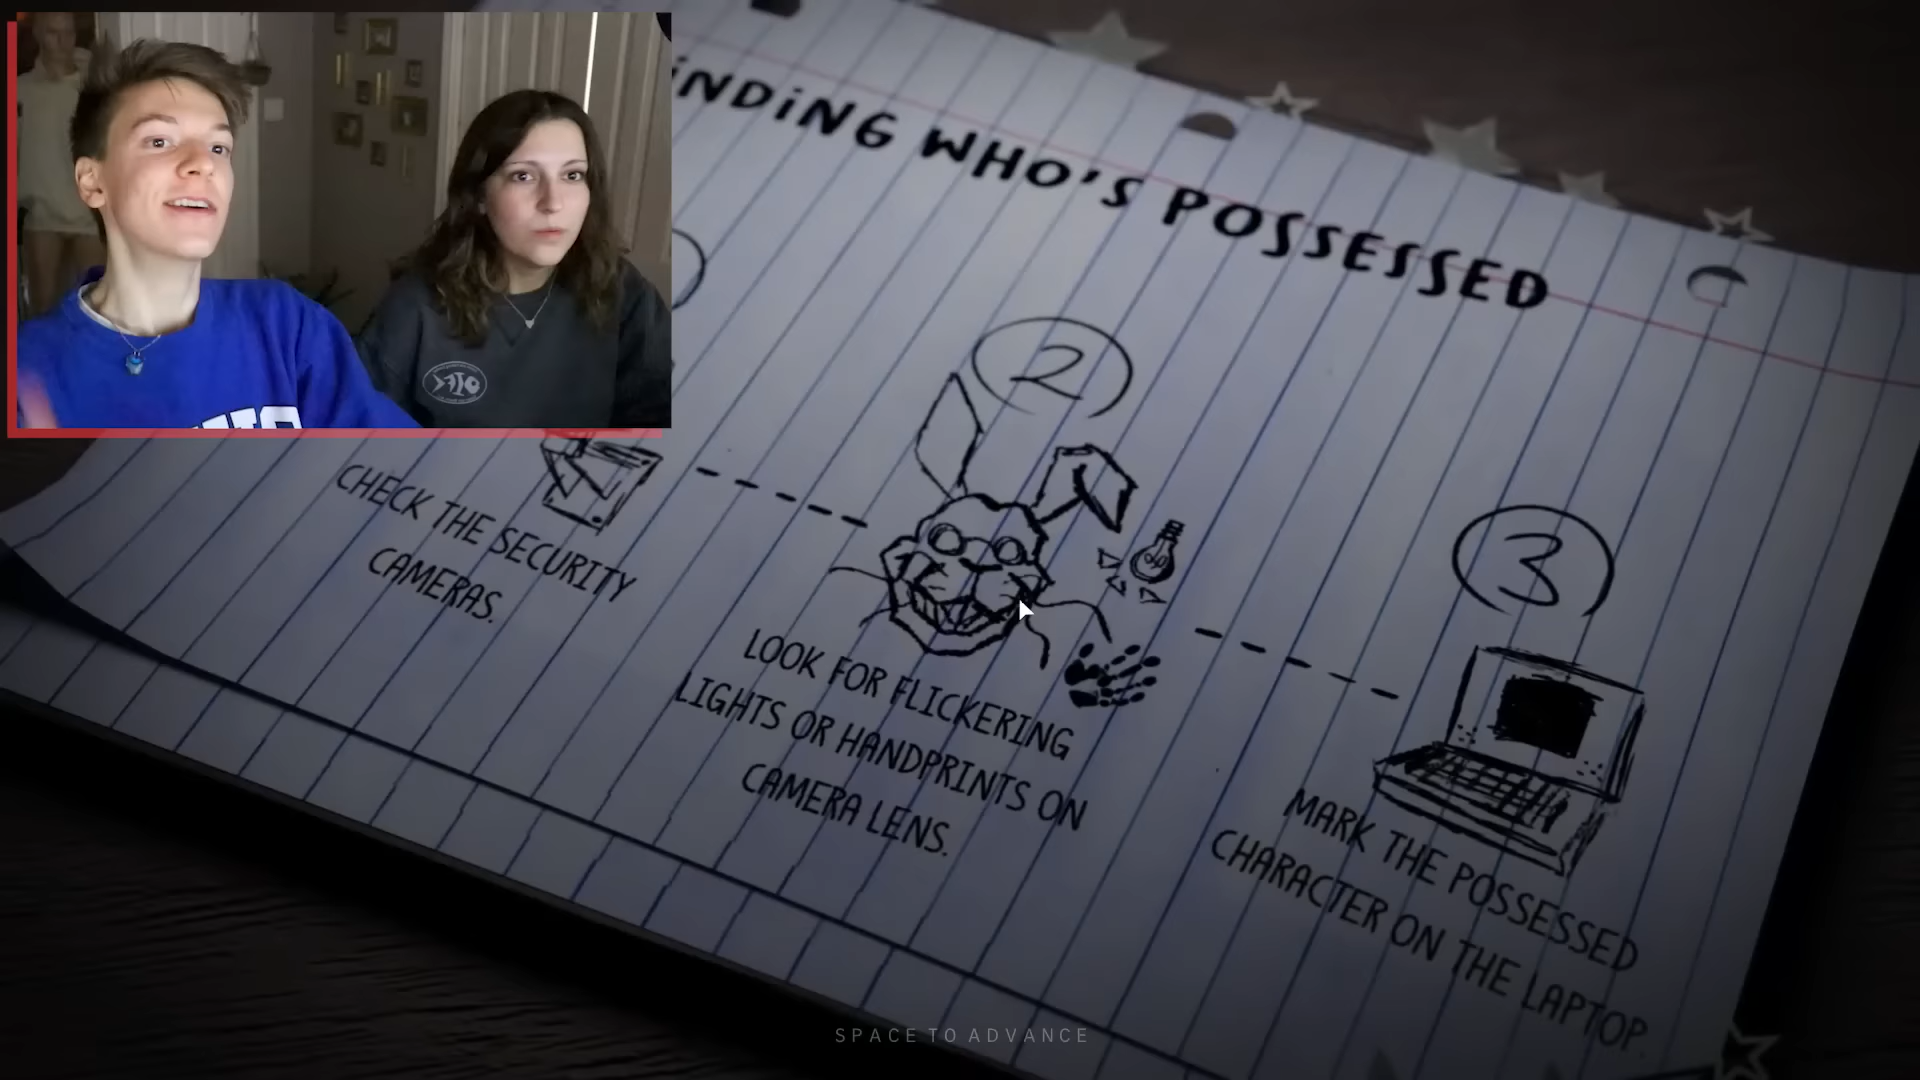 INDING WHO'S POSSESSED
CHECK THE SECURITY
CAMERAS.
2
LOOK FOR FLICKERING
LIGHTS OR HANDPRINTS ON
CAMERA LENS.
3
MARK THE POSSESSED
CHARACTER ON THE LAPTOP.
SPACE TO ADVANCE